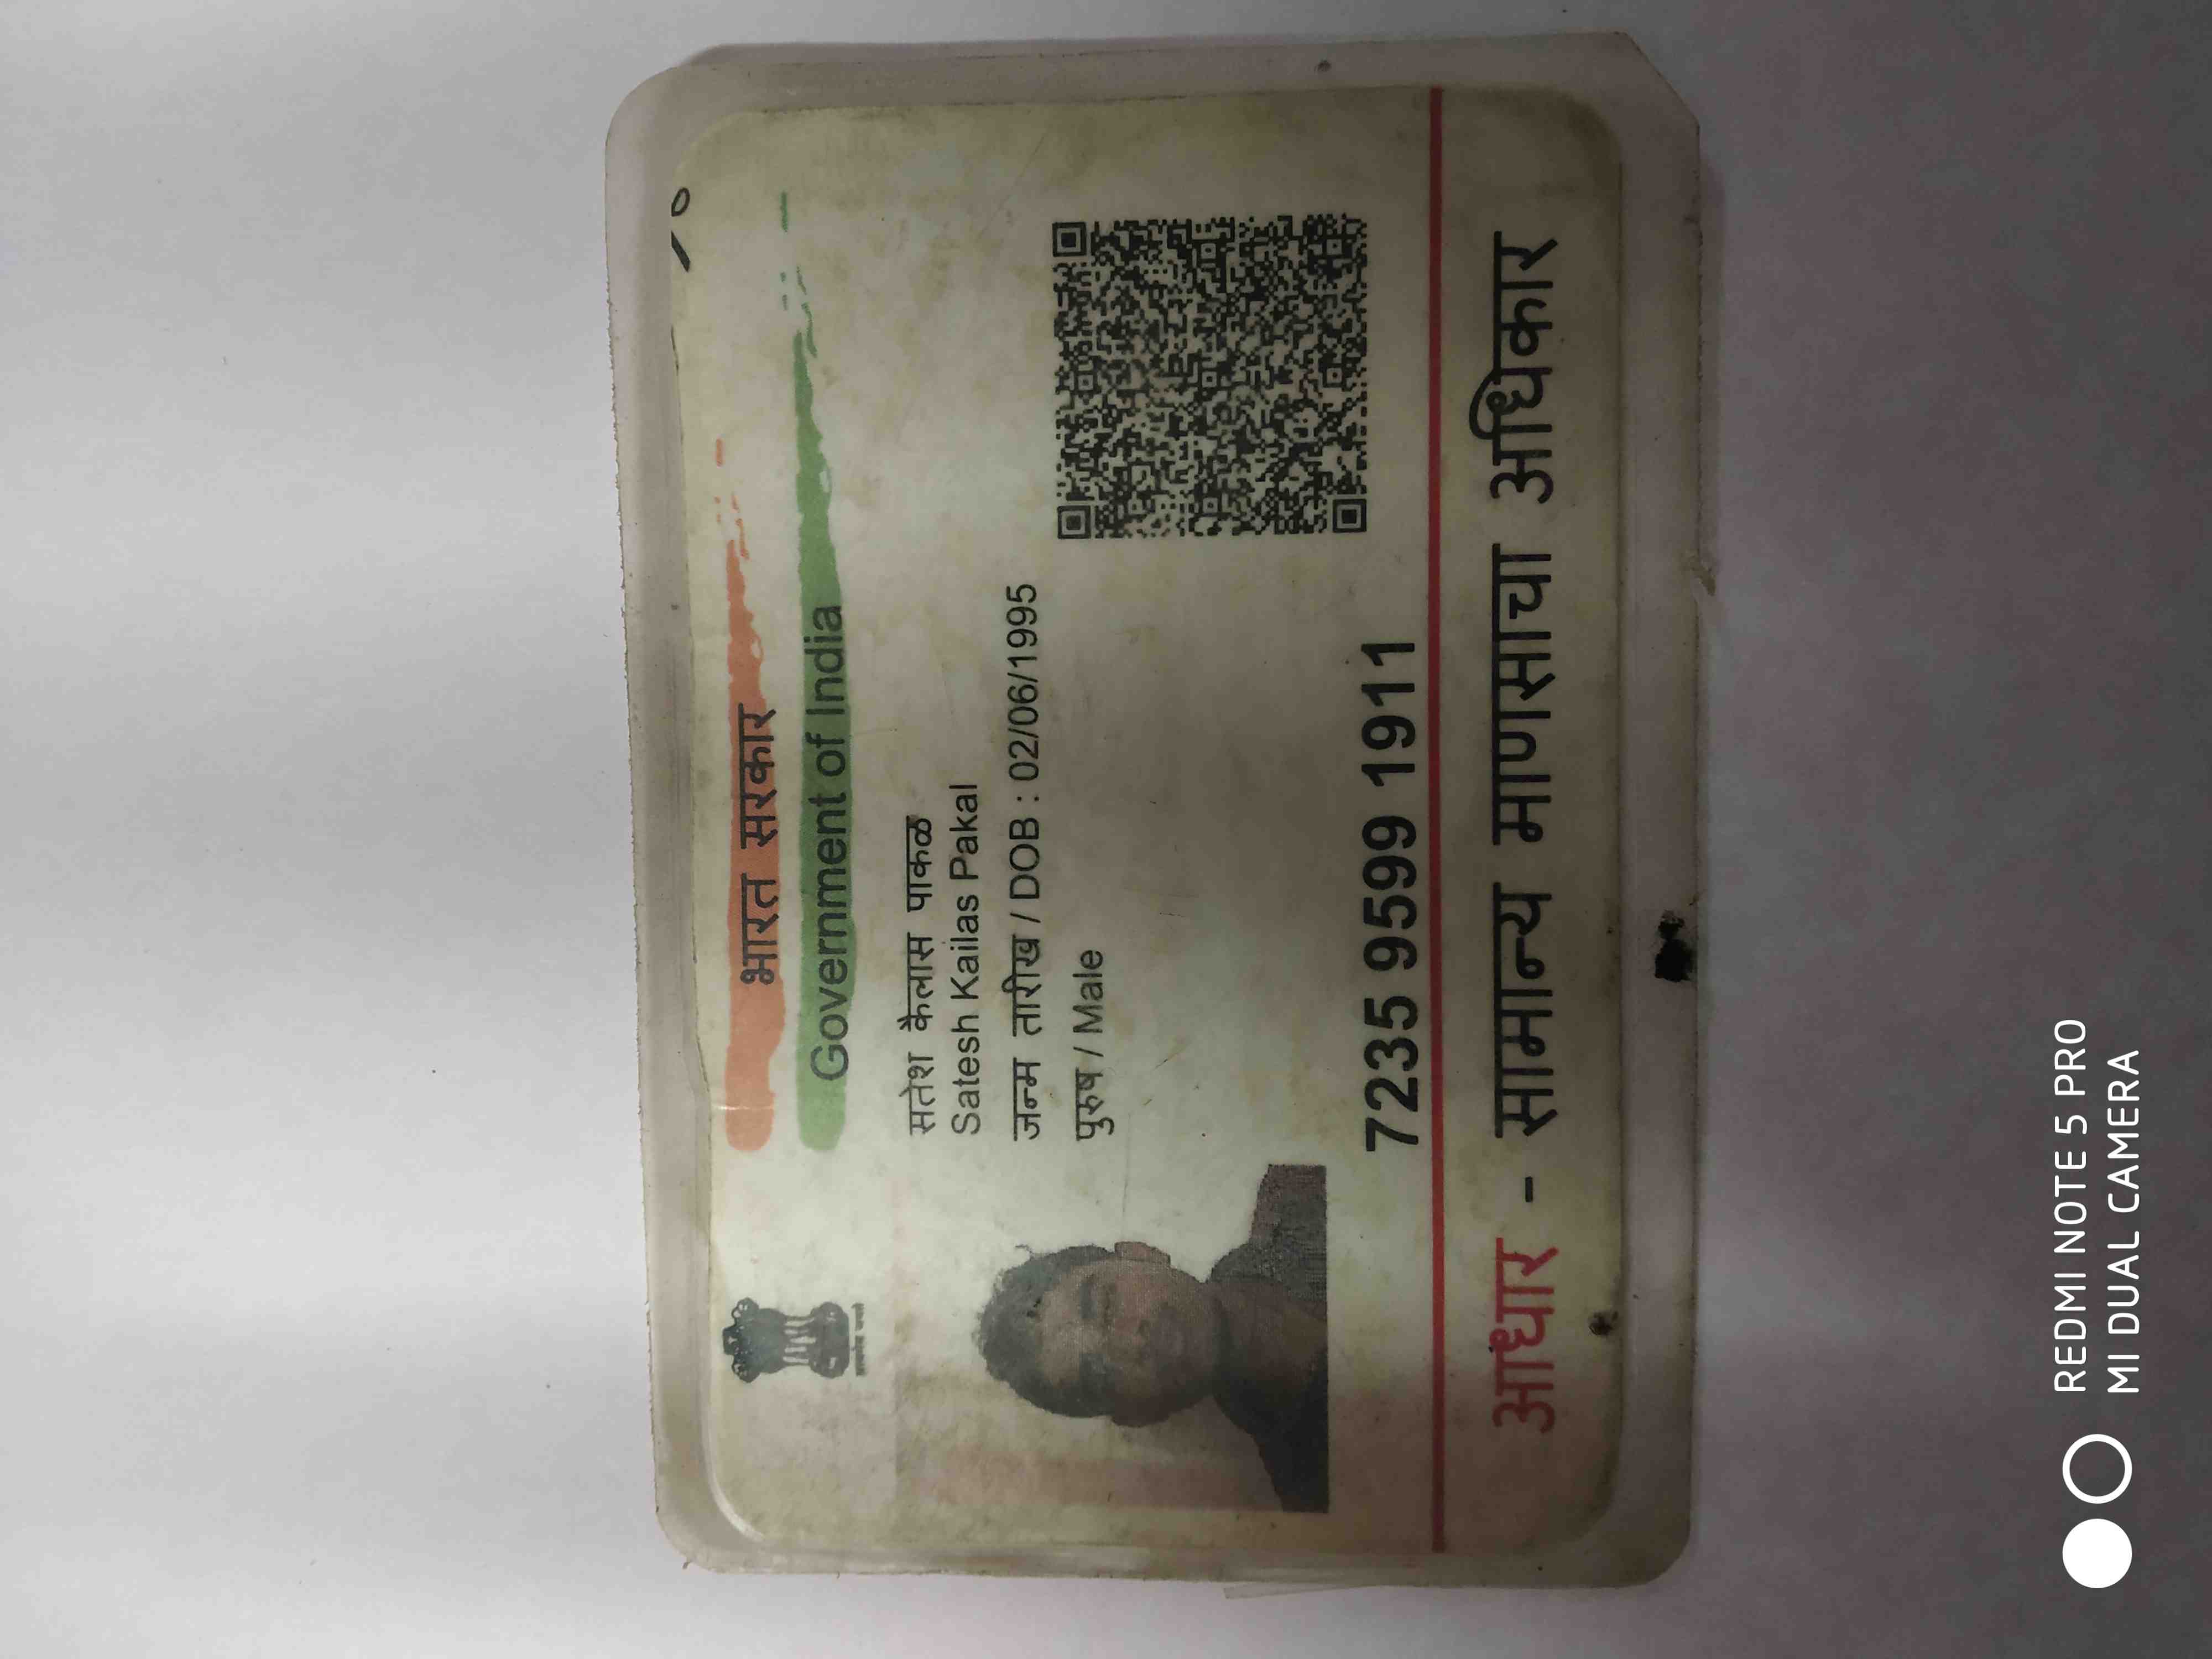 भारत सरकार
Government of India
सतेश कैलास पाकळ
Satesh Kailas Pakal
जन्म तारीख / DOB : 02/06/1995
पुरुष / Male
7235 9599 1911
आधार - सामान्य माणसाचा अधिकार
REDMI NOTE 5 PRO
MI DUAL CAMERA